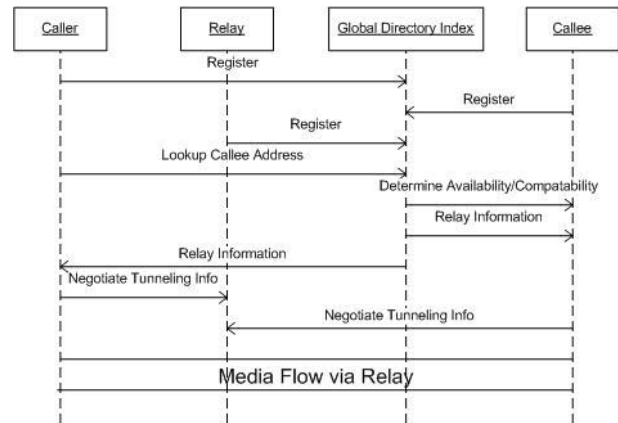 Caller
Relay
Global Directory Index
Callee
Register
Register
Register
Lookup Callee Address
Determine Availability/Compatability
Relay Information
Relay Information
Negotiate Tunneling Info
Negotiate Tunneling Info
Media Flow via Relay